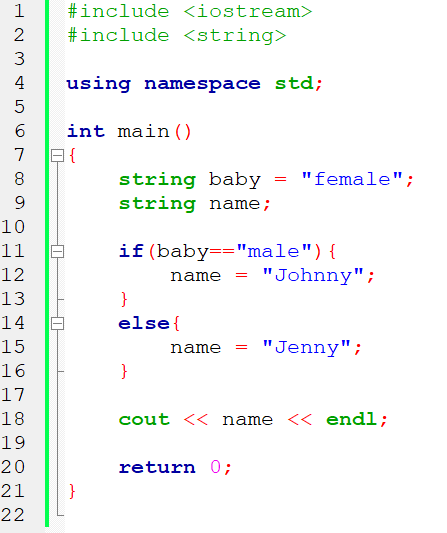 1 #include <iostream>
2 #include <string>
3
4 using namespace std;
5
6 int main()
7 {
8     string baby = "female";
9     string name;
10
11     if(baby=="male"){
12         name = "Johnny";
13     }
14     else{
15         name = "Jenny";
16     }
17
18     cout << name << endl;
19
20     return 0;
21 }
22